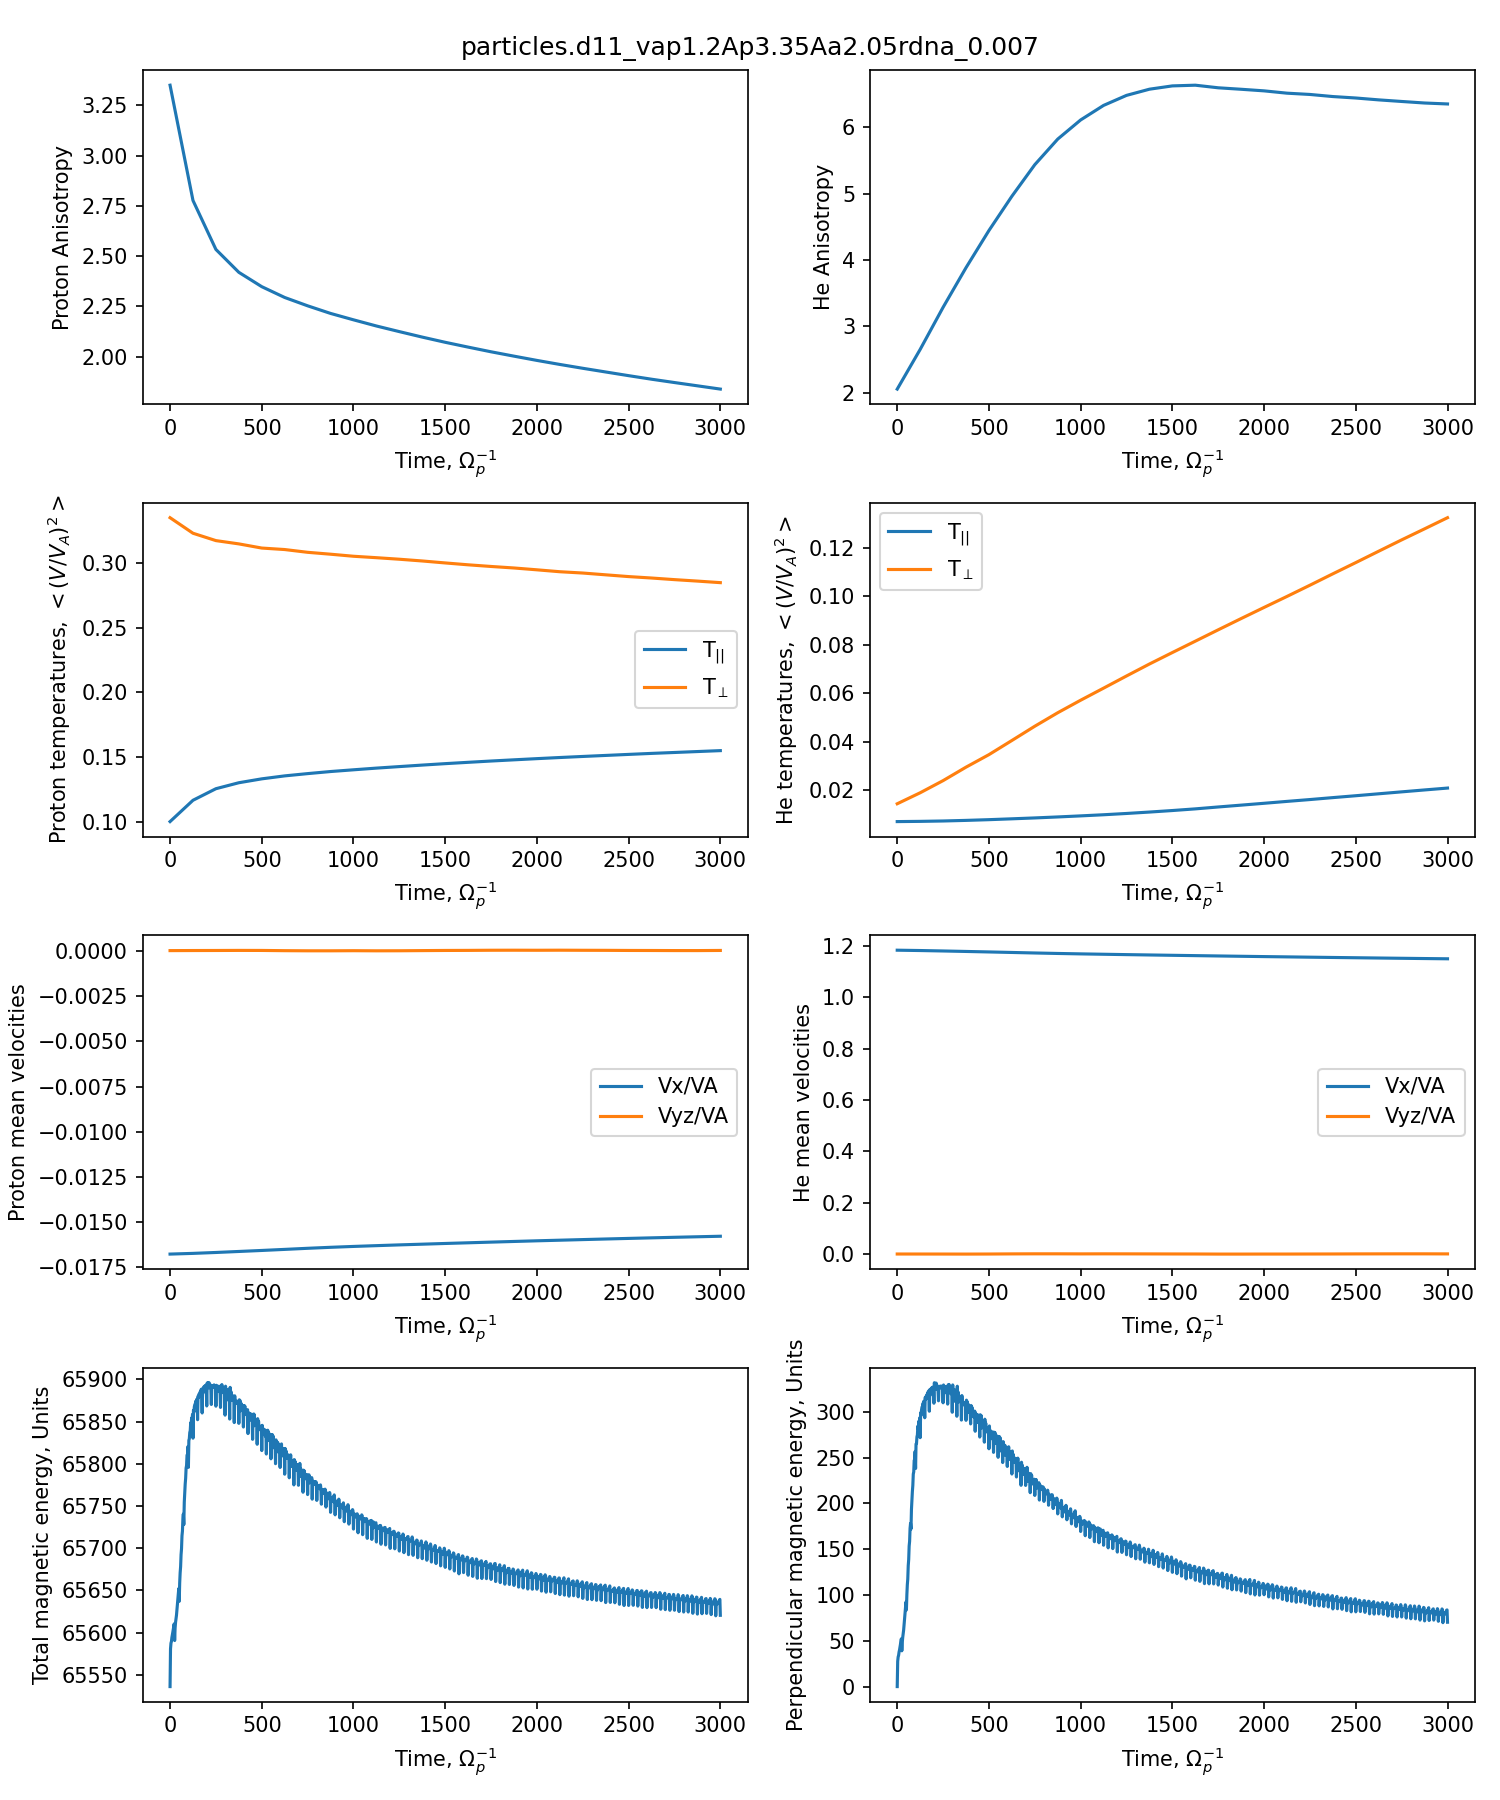 particles.d11_vap1.2Ap3.35Aa2.05rdna_0.007
Proton Anisotropy
3.25
3.00
2.75
2.50
2.25
2.00
0 500 1000 1500 2000 2500 3000
Time, Ω_p^{-1}
He Anisotropy
6
5
4
3
2
0 500 1000 1500 2000 2500 3000
Time, Ω_p^{-1}
Proton temperatures, < (V/V_A)^2 >
0.30
0.25
0.20
0.15
0.10
T_{||}
T_⊥
0 500 1000 1500 2000 2500 3000
Time, Ω_p^{-1}
He temperatures, < (V/V_A)^2 >
0.12
0.10
0.08
0.06
0.04
0.02
T_{||}
T_⊥
0 500 1000 1500 2000 2500 3000
Time, Ω_p^{-1}
Proton mean velocities
0.0000
−0.0025
−0.0050
−0.0075
−0.0100
−0.0125
−0.0150
−0.0175
Vx/VA
Vyz/VA
0 500 1000 1500 2000 2500 3000
Time, Ω_p^{-1}
He mean velocities
1.2
1.0
0.8
0.6
0.4
0.2
0.0
Vx/VA
Vyz/VA
0 500 1000 1500 2000 2500 3000
Time, Ω_p^{-1}
Total magnetic energy, Units
65900
65850
65800
65750
65700
65650
65600
65550
0 500 1000 1500 2000 2500 3000
Time, Ω_p^{-1}
Perpendicular magnetic energy, Units
300
250
200
150
100
50
0
0 500 1000 1500 2000 2500 3000
Time, Ω_p^{-1}